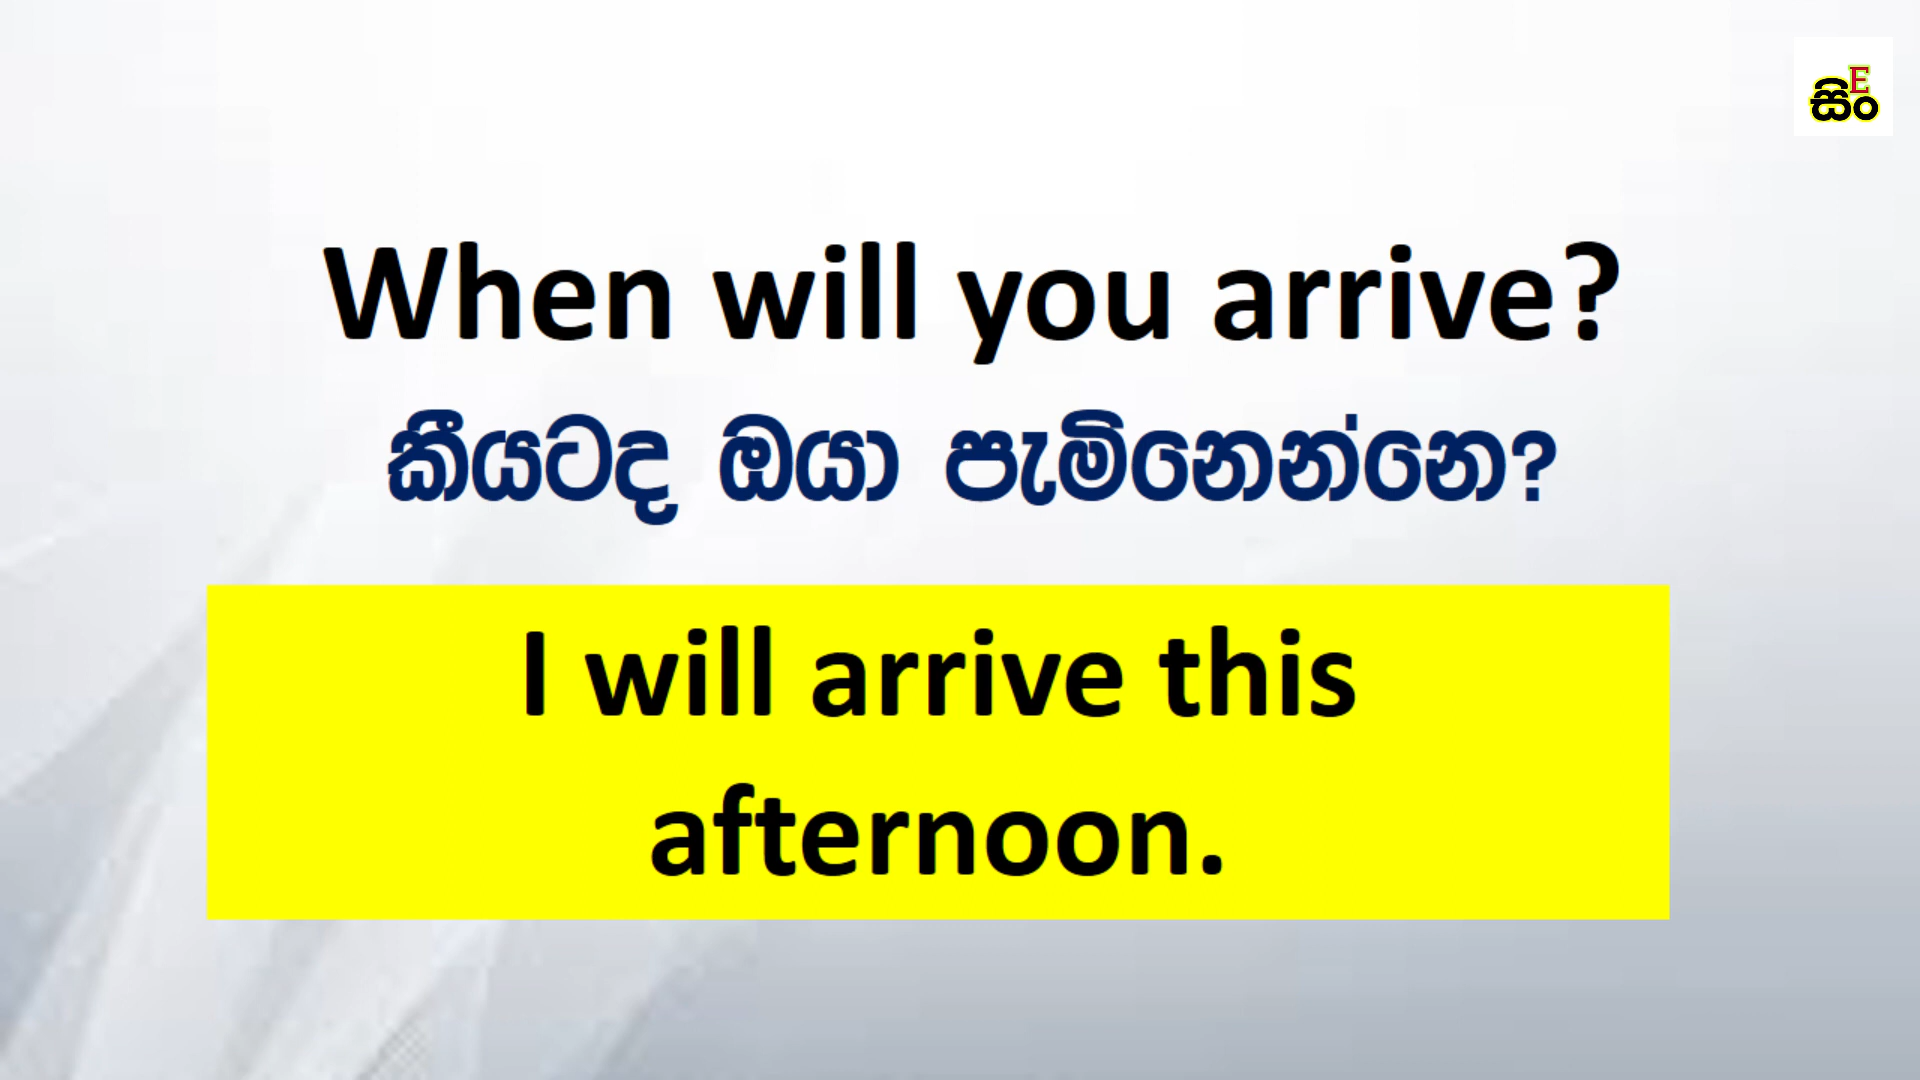 සිං
E
When will you arrive?
කීයටද ඔයා පැමිනෙන්නෙ?
I will arrive this
afternoon.